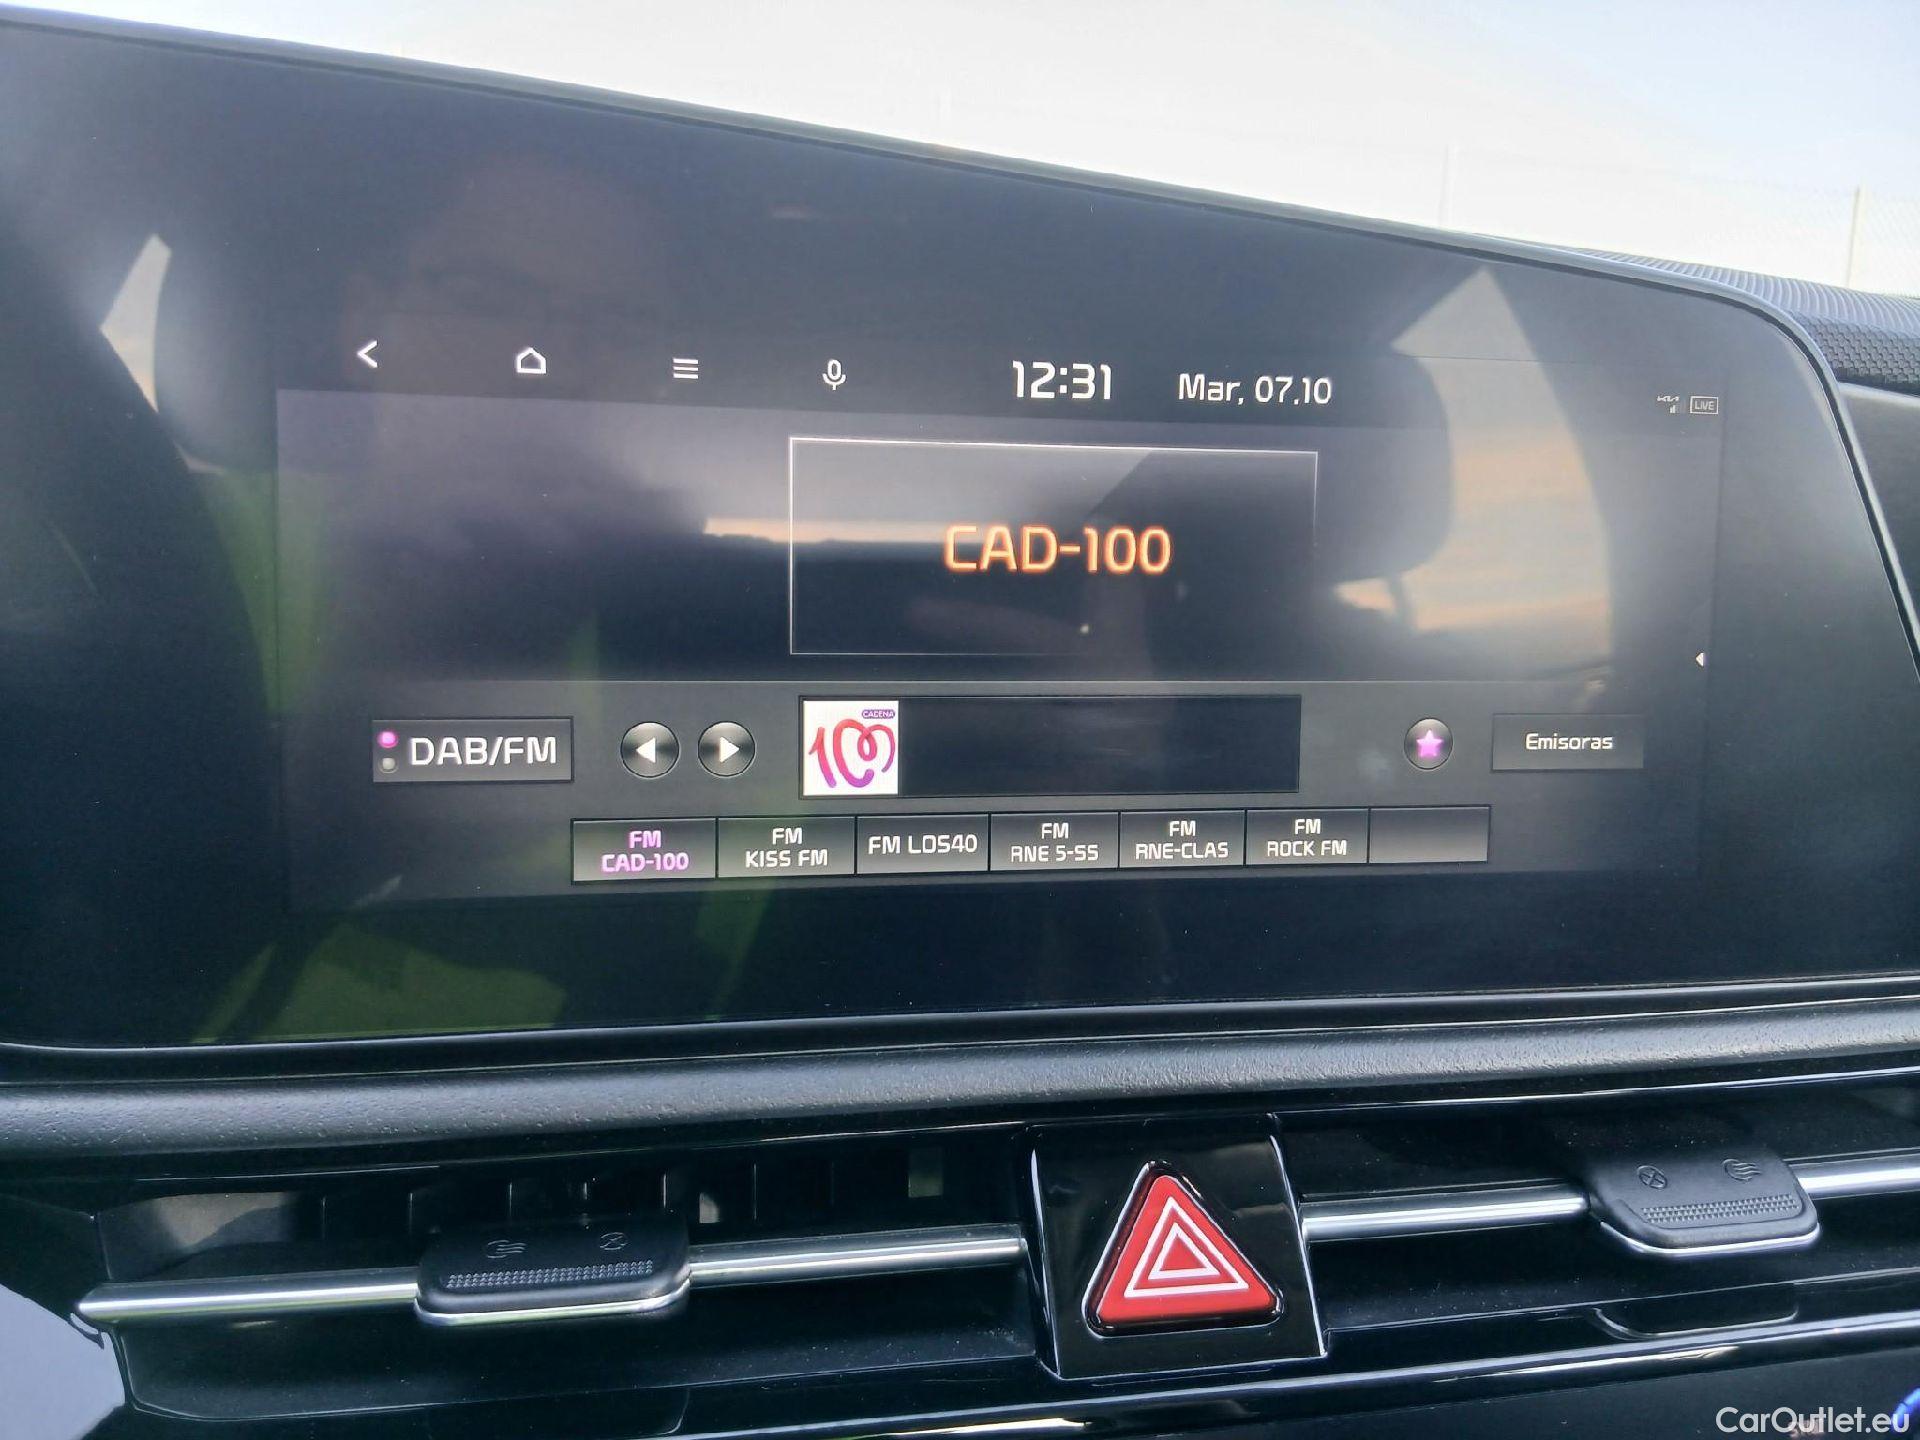 12:31
Mar, 07.10
LIVE
CAD-100
DAB/FM
CADENA
100
Emisoras
FM
CAD-100
FM
KISS FM
FM LOS40
FM
RNE 5-SS
FM
RNE-CLAS
FM
ROCK FM
CarOutlet.eu